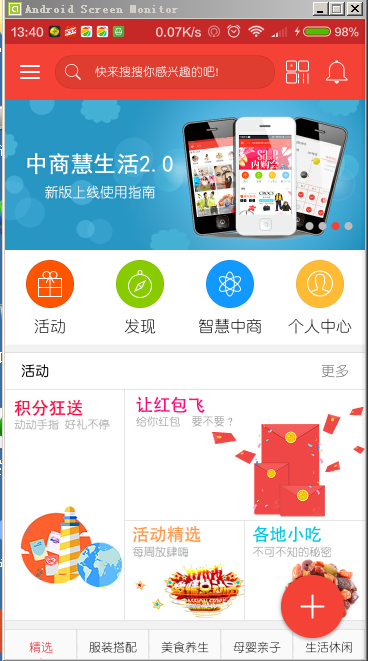 Android Screen Monitor
13:40 0.07K/s 98%
快来搜搜你感兴趣的吧!
中商慧生活2.0
新版上线使用指南
活动 发现 智慧中商 个人中心
活动 更多
积分狂送
动动手指 好礼不停
让红包飞
给你红包 要不要?
活动精选
每周放肆嗨
各地小吃
不可不知的秘密
精选 服装搭配 美食养生 母婴亲子 生活休闲